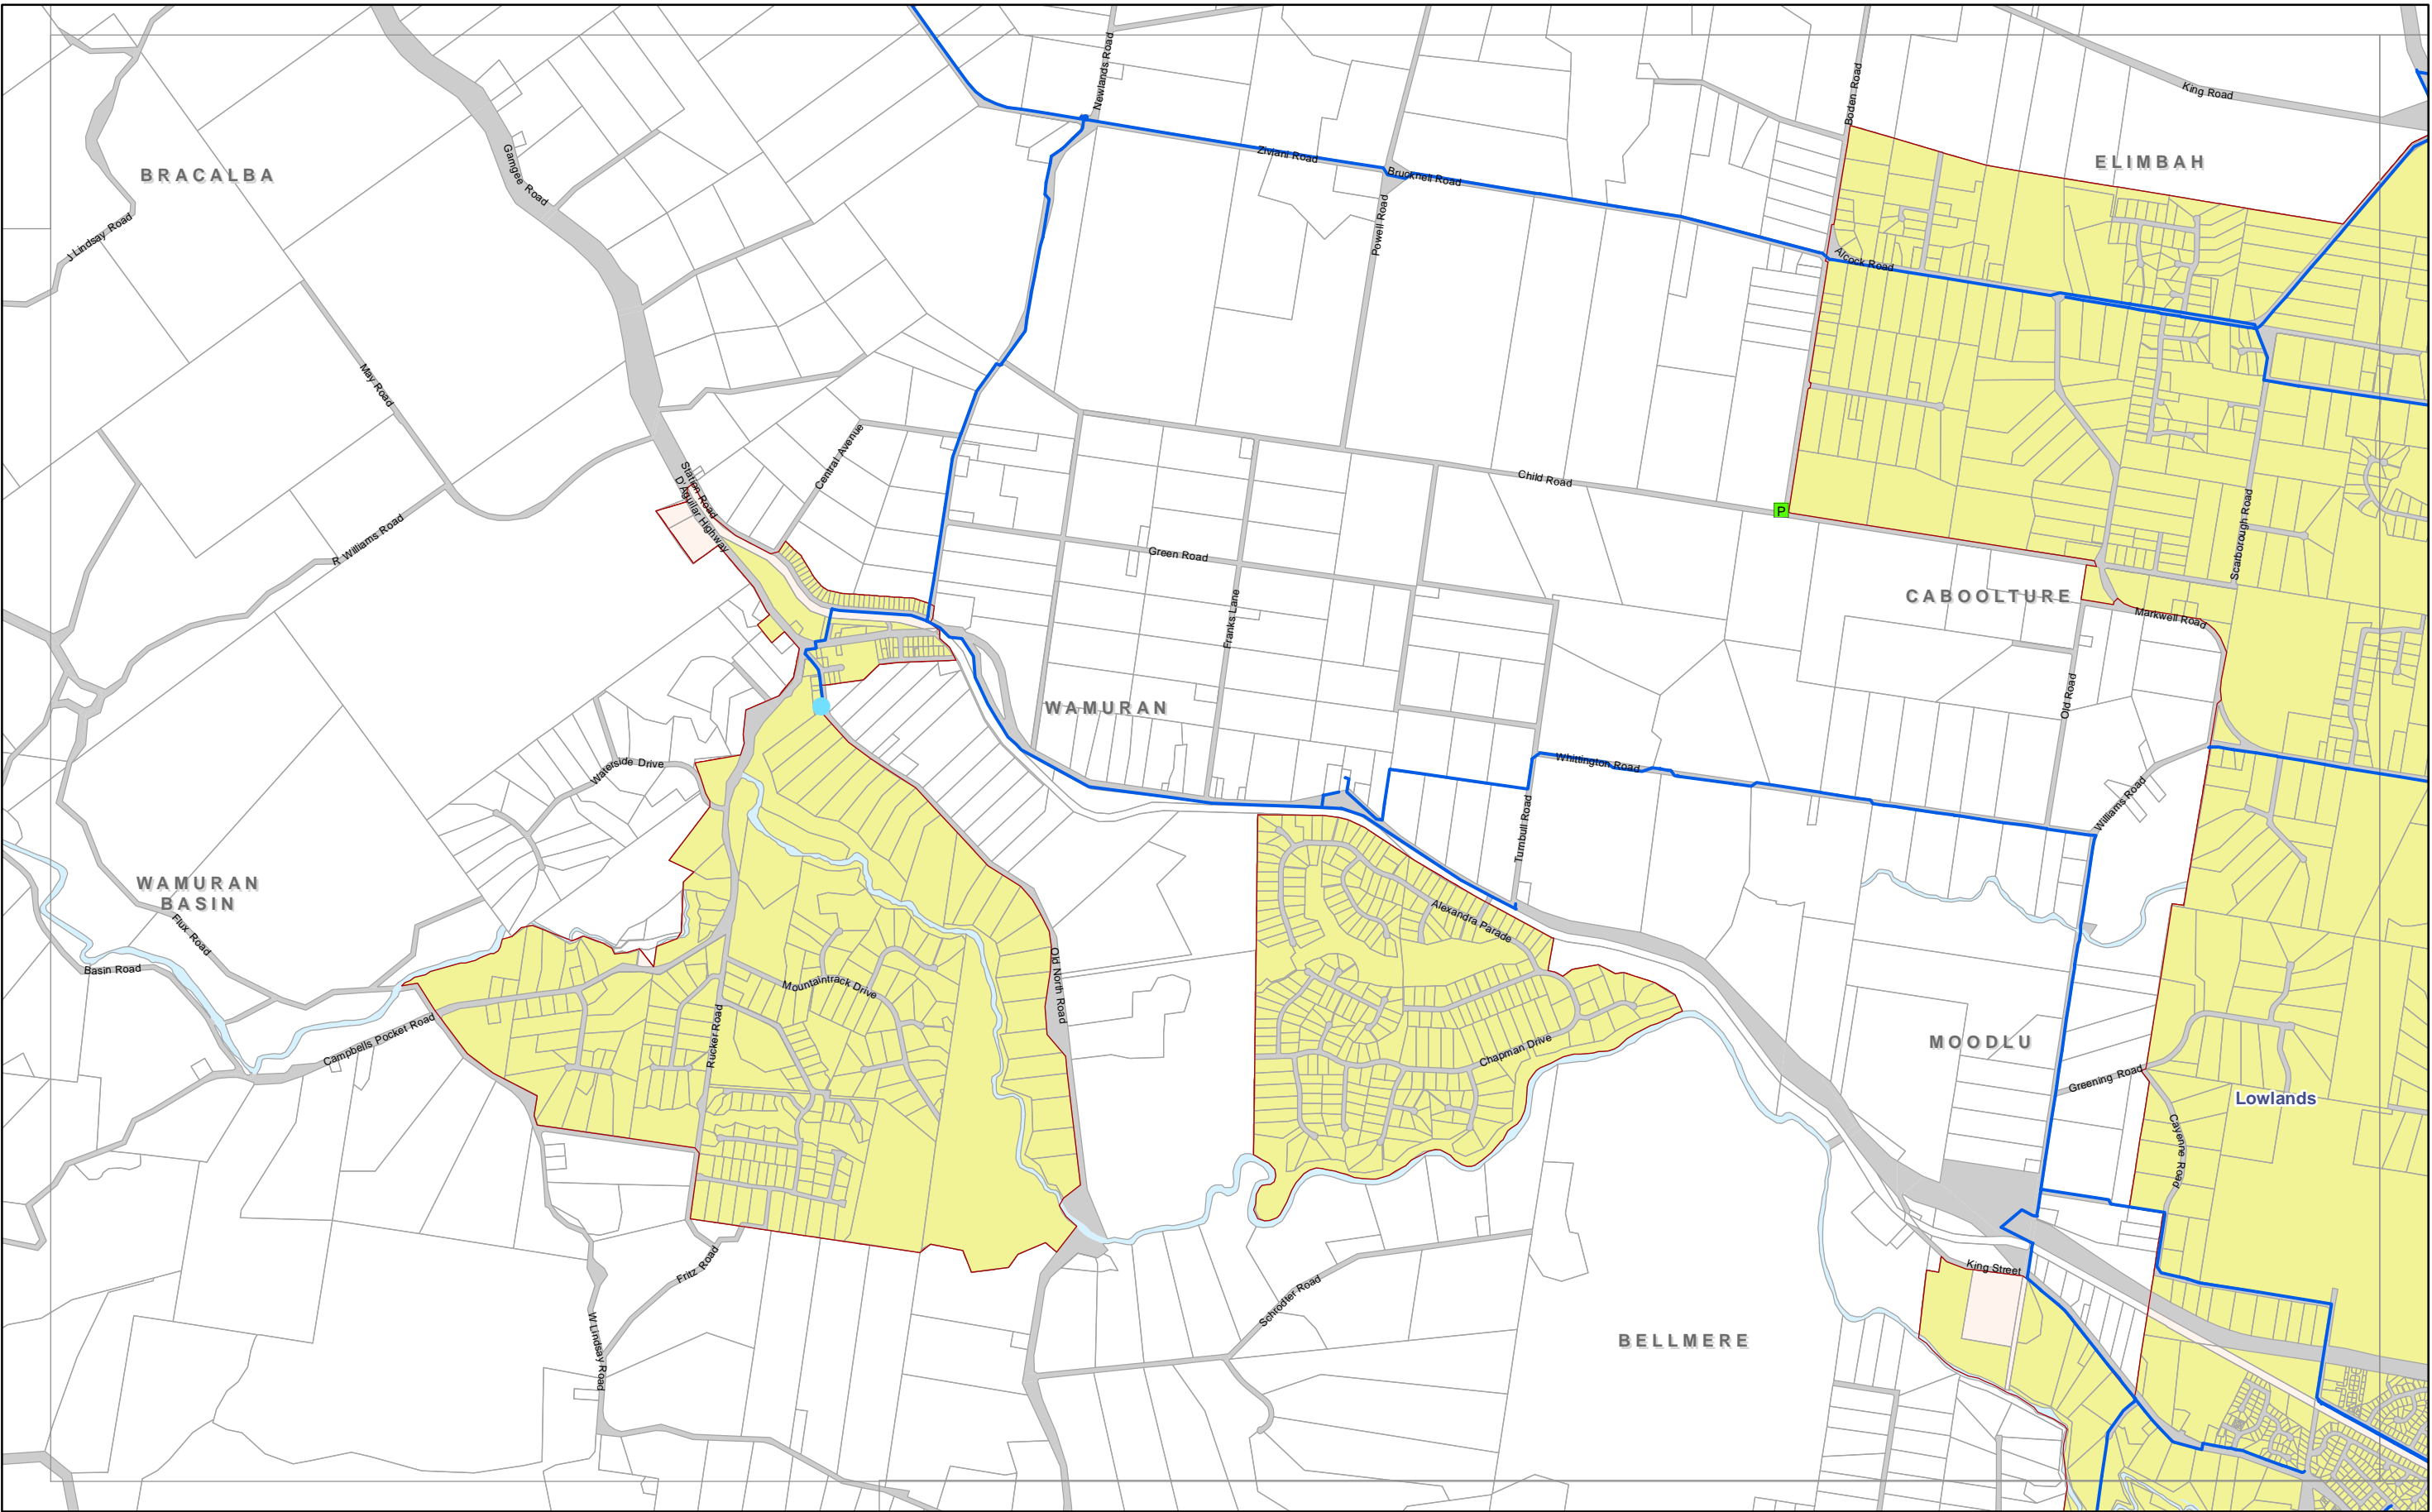 King Road
Newlands Road
Boden Road
ELIMBAH
BRACALBA
Gamgee Road
Ziviani Road
Brucknell Road
J Lindsay Road
Powell Road
Alcock Road
May Road
Central Avenue
Station Road
D'Aguilar Highway
Child Road
P
Scarborough Road
R Williams Road
Green Road
CABOOLTURE
Markwell Road
Franks Lane
Old Road
WAMURAN
Waterside Drive
Whittington Road
Williams Road
Turnbull Road
WAMURAN
BASIN
Flux Road
Alexandra Parade
Basin Road
Old North Road
Mountaintrack Drive
Campbells Pocket Road
Rucker Road
Chapman Drive
MOODLU
Greening Road
Lowlands
Cayenne Road
Fritz Road
King Street
Schrodter Road
W Lindsay Road
BELLMERE